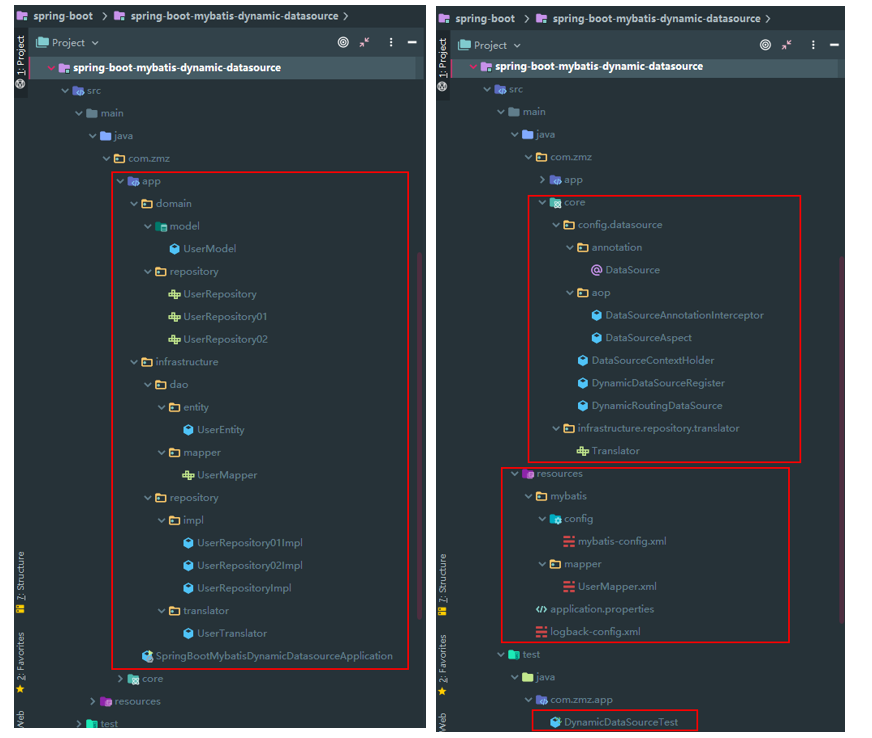 spring-boot
spring-boot-mybatis-dynamic-datasource
1: Project
Project
spring-boot-mybatis-dynamic-datasource
src
main
java
com.zmz
app
domain
model
UserModel
repository
UserRepository
UserRepository01
UserRepository02
infrastructure
dao
entity
UserEntity
mapper
UserMapper
repository
impl
UserRepository01Impl
UserRepository02Impl
UserRepositoryImpl
translator
UserTranslator
SpringBootMybatisDynamicDatasourceApplication
core
resources
test
7: Structure
2: Favorites
Web
spring-boot
spring-boot-mybatis-dynamic-datasource
1: Project
Project
spring-boot-mybatis-dynamic-datasource
src
main
java
com.zmz
app
core
config.datasource
annotation
DataSource
aop
DataSourceAnnotationInterceptor
DataSourceAspect
DataSourceContextHolder
DynamicDataSourceRegister
DynamicRoutingDataSource
infrastructure.repository.translator
Translator
resources
mybatis
config
mybatis-config.xml
mapper
UserMapper.xml
application.properties
logback-config.xml
test
java
com.zmz.app
DynamicDataSourceTest
7: Structure
2: Favorites
Web